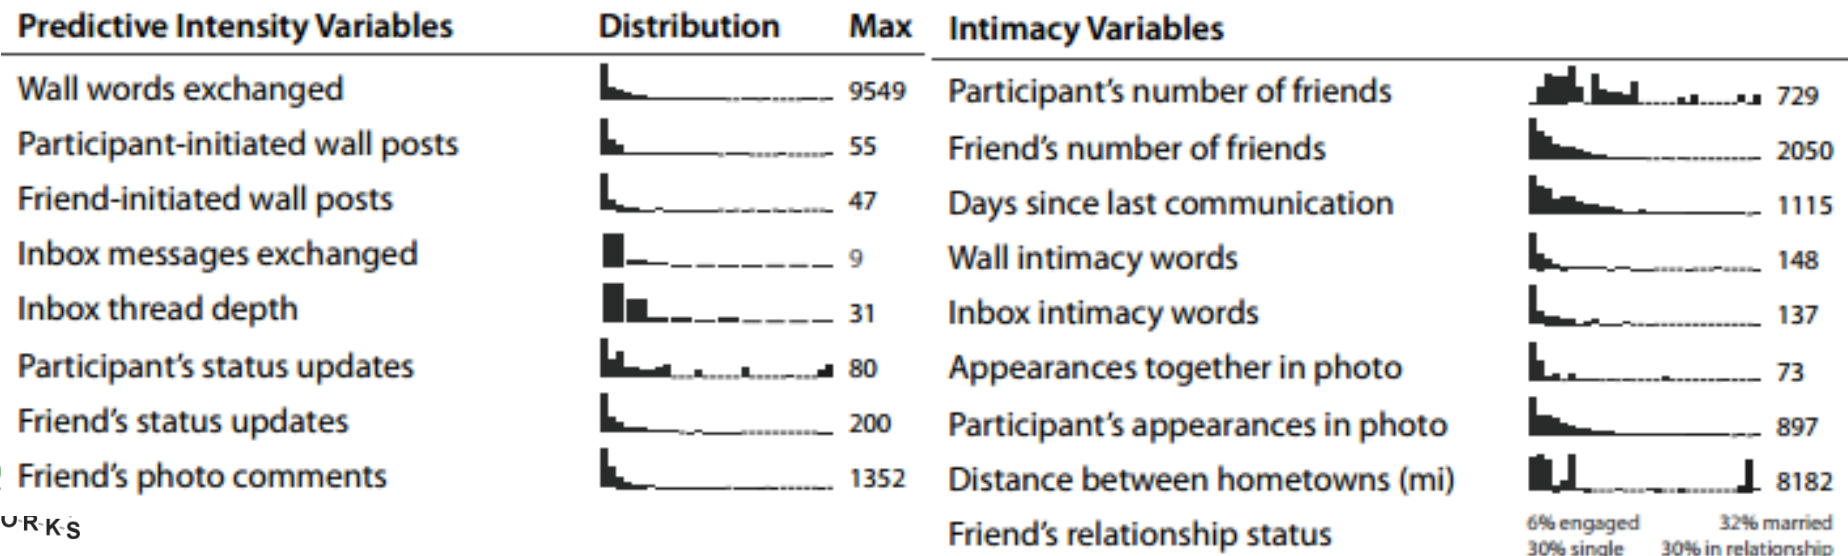 Predictive Intensity Variables Distribution Max
Wall words exchanged 9549
Participant-initiated wall posts 55
Friend-initiated wall posts 47
Inbox messages exchanged 9
Inbox thread depth 31
Participant's status updates 80
Friend's status updates 200
Friend's photo comments 1352
Intimacy Variables
Participant's number of friends 729
Friend's number of friends 2050
Days since last communication 1115
Wall intimacy words 148
Inbox intimacy words 137
Appearances together in photo 73
Participant's appearances in photo 897
Distance between hometowns (mi) 8182
Friend's relationship status 6% engaged 32% married
30% single 30% in relationship